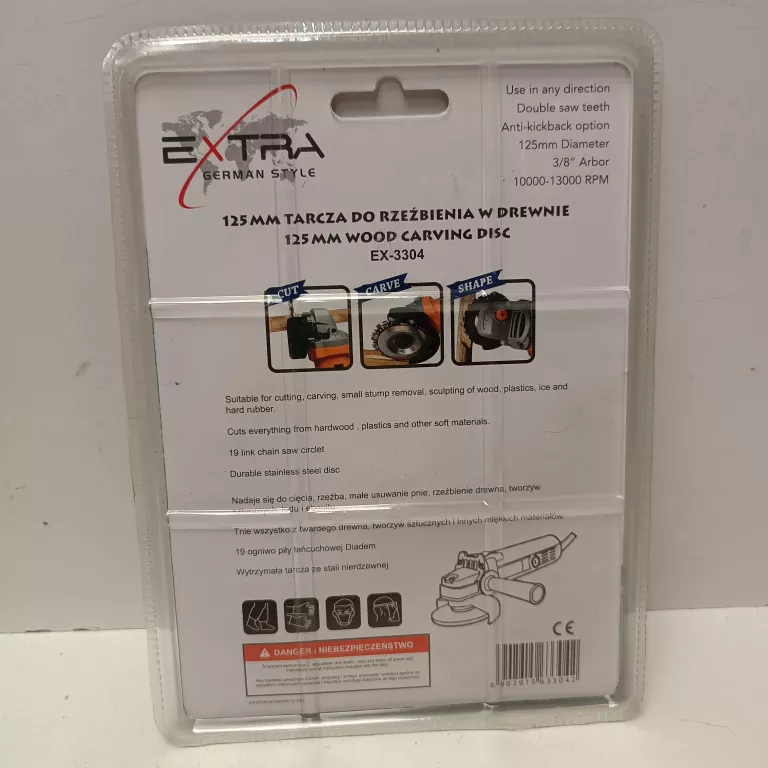 EXTRA
GERMAN STYLE
Use in any direction
Double saw teeth
Anti-kickback option
125mm Diameter
3/8" Arbor
10000-13000 RPM
125 MM TARCZA DO RZEŹBIENIA W DREWNIE
125 MM WOOD CARVING DISC
EX-3304
CUT
CARVE
SHAPE
Suitable for cutting, carving, small stump removal, sculpting of wood, plastics, ice and
hard rubber.
Cuts everything from hardwood , plastics and other soft materials.
19 link chain saw circlet
Durable stainless steel disc
Nadaje się do cięcia, rzeźba, małe usuwanie pnie, rzeźbienie drewna, tworzyw
Tnie wszystko z twardego drewna, tworzyw sztucznych i innych miękkich materiałów.
19 ogniwo piły łańcuchowej Diadem
Wytrzymała tarcza ze stali nierdzewnej
DANGER / NIEBEZPIECZEŃSTWO
CE
6 902915 633042